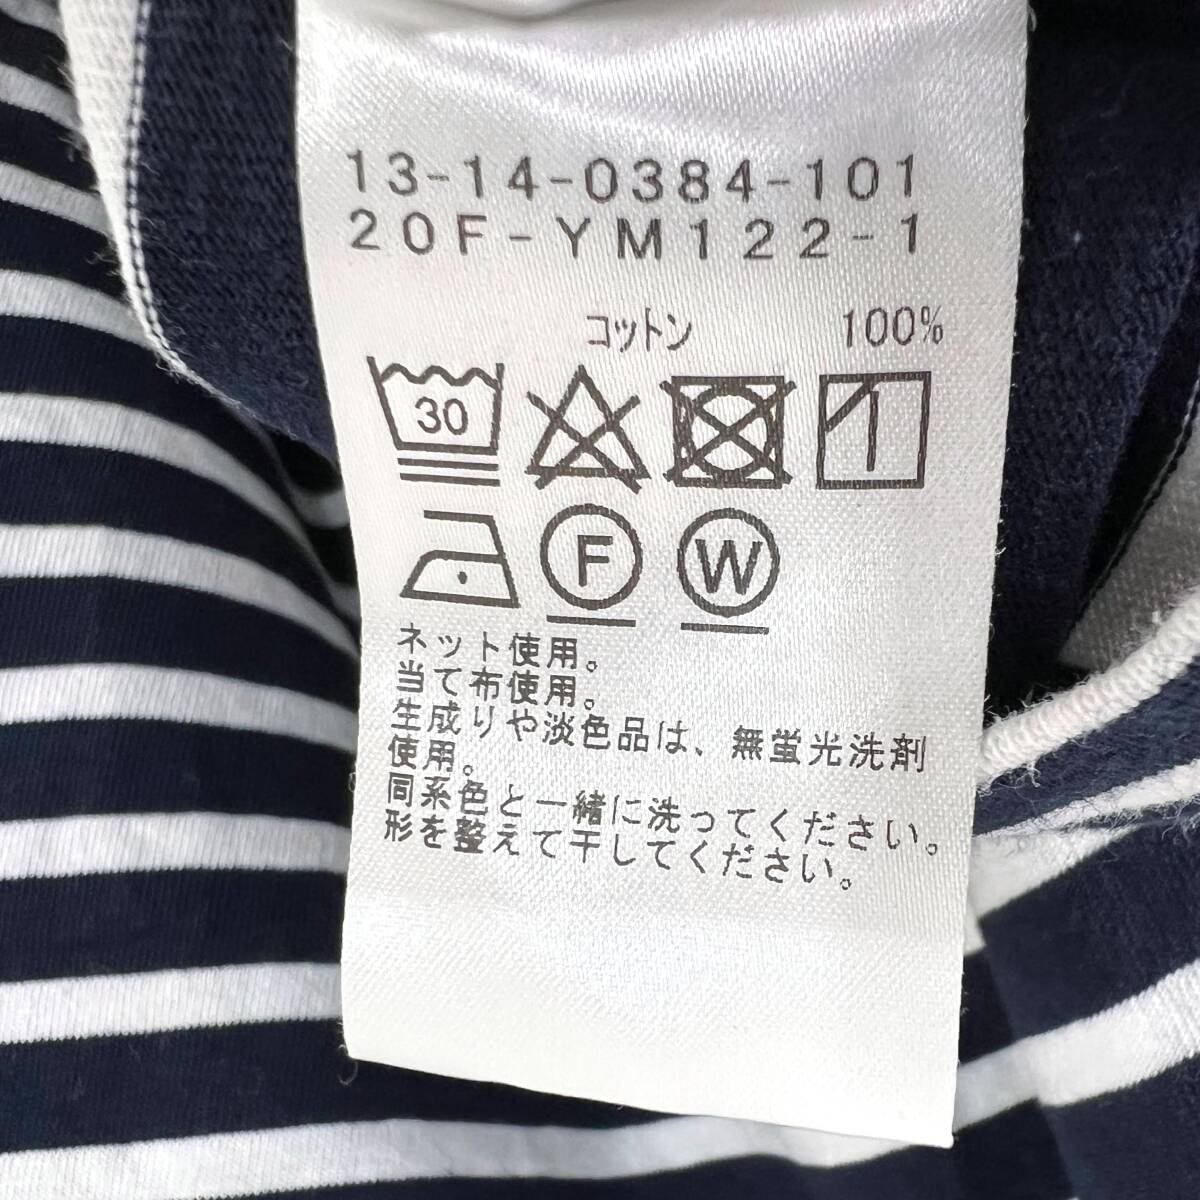 13-14-0384-101
20F-YM122-1
コットン 100%
30
F W
ネット使用。
当て布使用。
生成りや淡色品は、無蛍光洗剤
使用。
同系色と一緒に洗ってください。
形を整えて干してください。